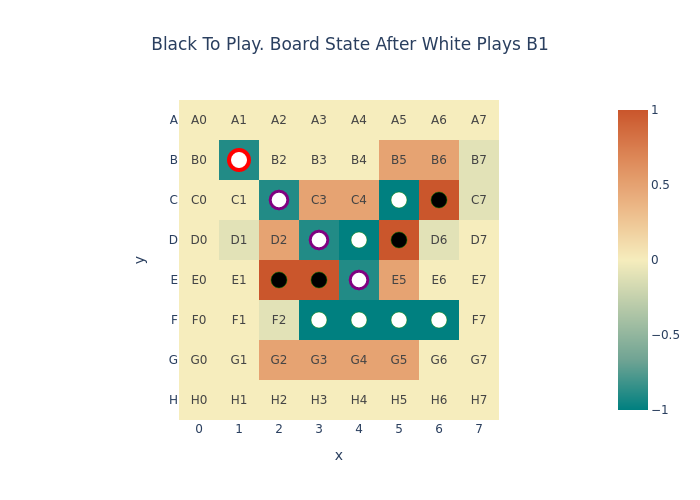 Black To Play. Board State After White Plays B1
A A0 A1 A2 A3 A4 A5 A6 A7
B B0 B2 B3 B4 B5 B6 B7
C C0 C1 C3 C4 C7
D D0 D1 D2 D6 D7
E E0 E1 E5 E6 E7
F F0 F1 F2 F7
G G0 G1 G2 G3 G4 G5 G6 G7
H H0 H1 H2 H3 H4 H5 H6 H7
0 1 2 3 4 5 6 7
x
y
1
0.5
0
−0.5
−1